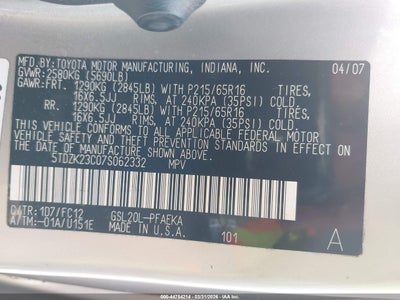 MFD. BY: TOYOTA MOTOR MANUFACTURING, INDIANA, INC. 04/07
GVWR: 2580KG (5690LB)
GAWR:FRT. 1290KG (2845LB) WITH P215/65R16 TIRES,
16X6.5JJ RIMS, AT 240KPA (35PSI) COLD.
RR. 1290KG (2845LB) WITH P215/65R16 TIRES,
16X6.5JJ RIMS, AT 240KPA (35PSI) COLD.
THIS VEHICLE CONFORMS TO ALL APPLICABLE FEDERAL MOTOR
VEHICLE SAFETY, BUMPER, AND THEFT PREVENTION STANDARDS
IN EFFECT ON THE DATE OF MANUFACTURE SHOWN ABOVE.
5TDZK23C07S062332 MPV
C/TR: 1D7/FC12 GSL20L-PFAEKA
A/TM:-01A/U151E MADE IN U.S.A. 101 A